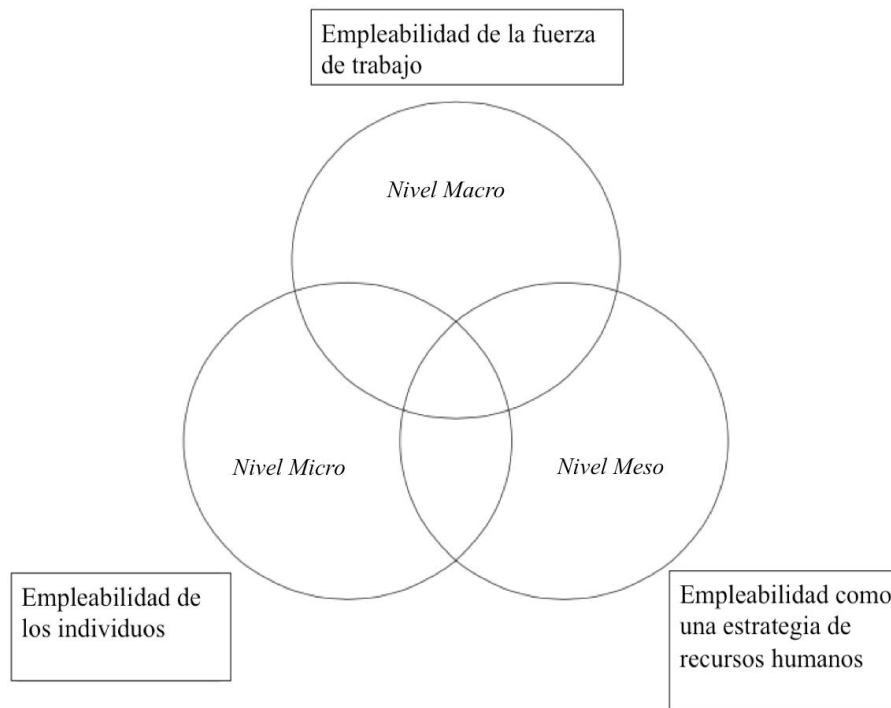 Empleabilidad de la fuerza
de trabajo
Nivel Macro
Nivel Micro
Nivel Meso
Empleabilidad de
los individuos
Empleabilidad como
una estrategia de
recursos humanos